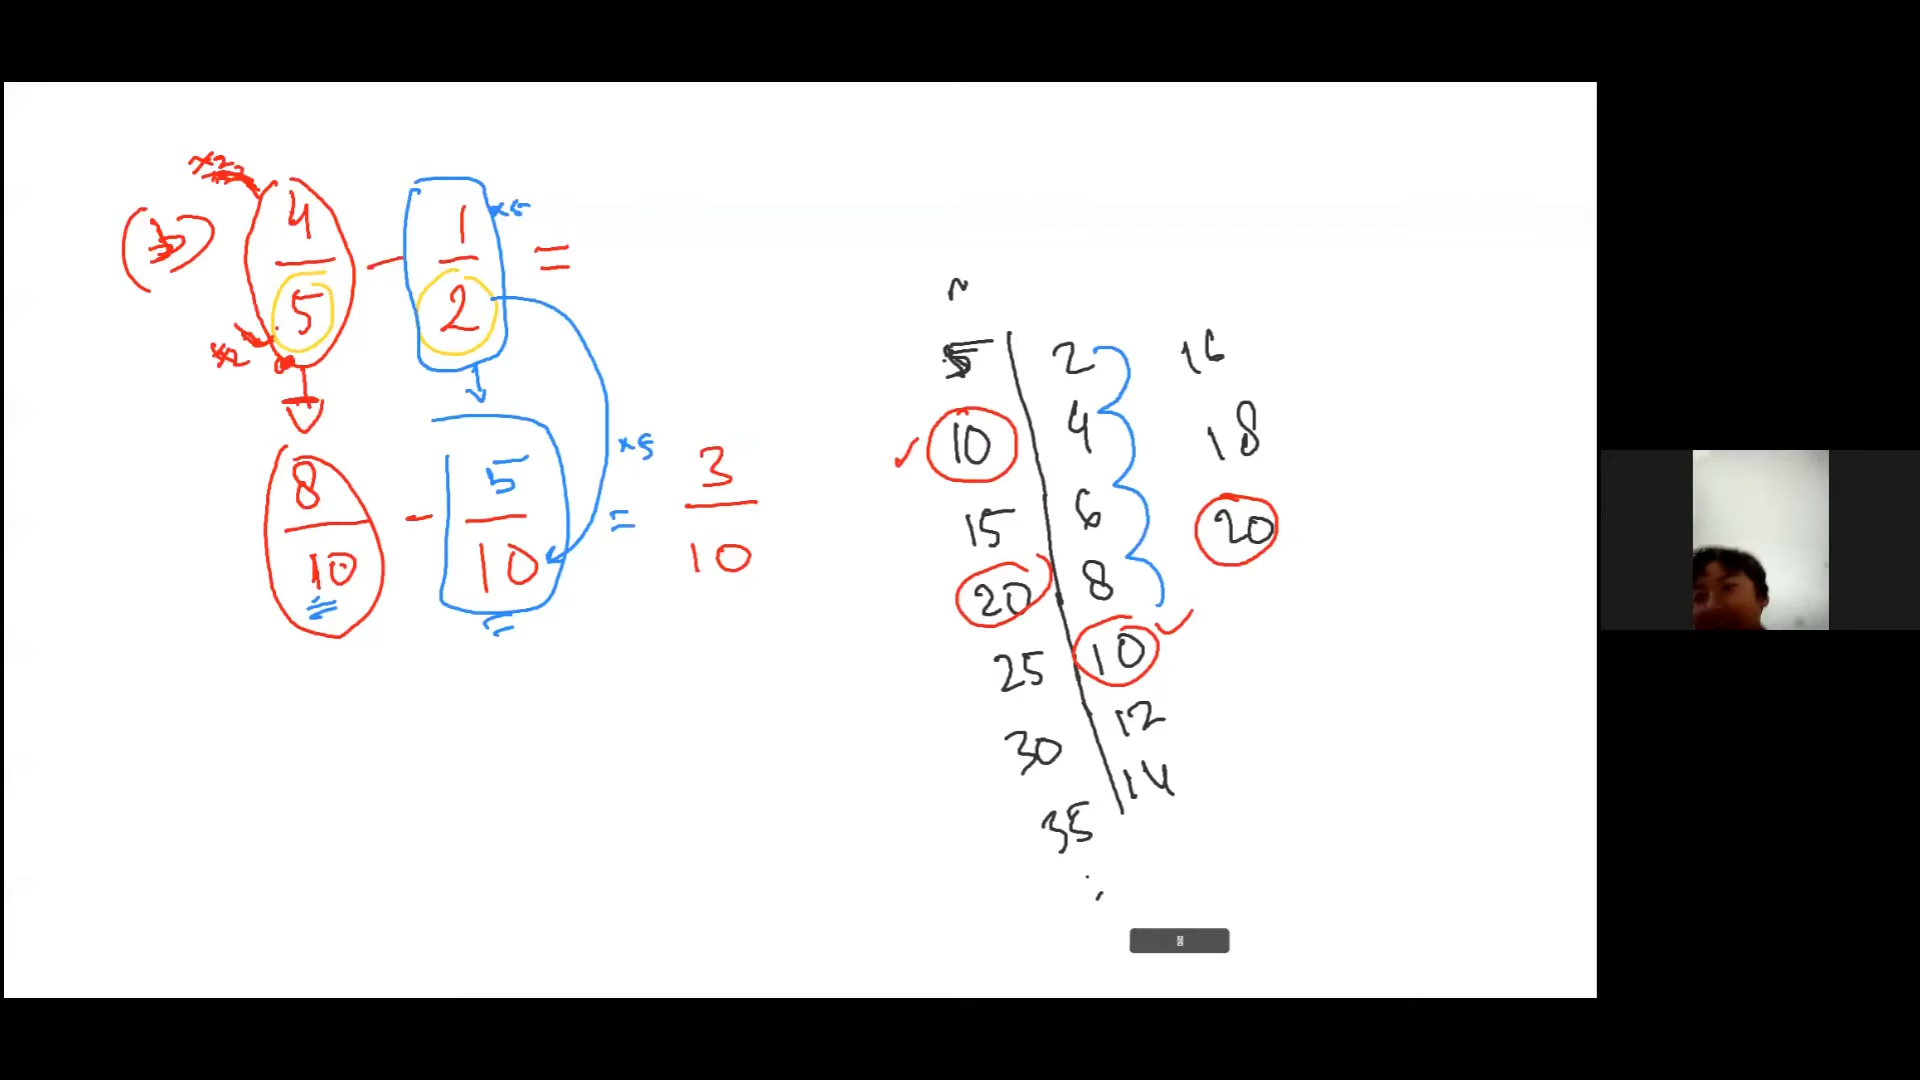 ×2
(b) 4/5 - 1/2 =
×5
×2
×5
8/10 - 5/10 = 3/10
5 | 2 16
10 | 4 18
15 | 6 20
20 | 8
25 | 10
30 | 12
35 | 14